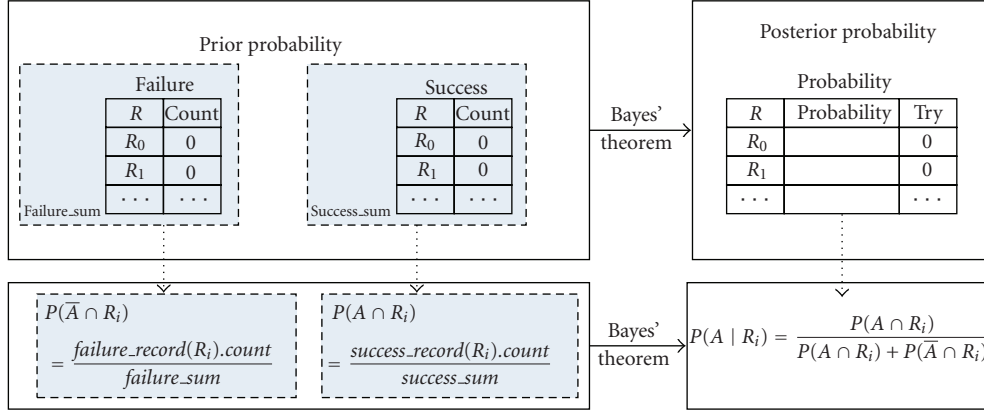 Prior probability
Failure
R Count
R₀ 0
R₁ 0
· · · · · ·
Failure_sum
Success
R Count
R₀ 0
R₁ 0
· · · · · ·
Success_sum
Bayes'
theorem
Posterior probability
Probability
R Probability Try
R₀ 0
R₁ 0
· · · · · ·
P(A̅ ∩ Rᵢ)
= failure_record(Rᵢ).count / failure_sum
P(A ∩ Rᵢ)
= success_record(Rᵢ).count / success_sum
Bayes'
theorem
P(A | Rᵢ) = P(A ∩ Rᵢ) / P(A ∩ Rᵢ) + P(A̅ ∩ Rᵢ)